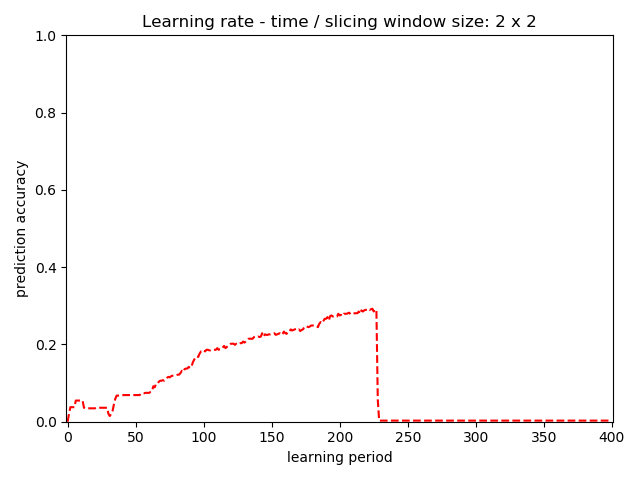 Learning rate - time / slicing window size: 2 x 2
1.0
0.8
0.6
0.4
0.2
0.0
prediction accuracy
0 50 100 150 200 250 300 350 400
learning period